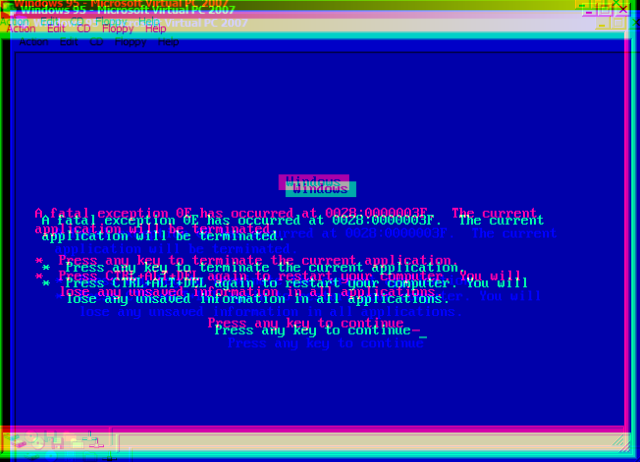 Windows 95 - Microsoft Virtual PC 2007
Action Edit CD Floppy Help
Windows
A fatal exception 0E has occurred at 002B:0000003F. The current
application will be terminated.
* Press any key to terminate the current application.
* Press CTRL+ALT+DEL again to restart your computer. You will
lose any unsaved information in all applications.
Press any key to continue _